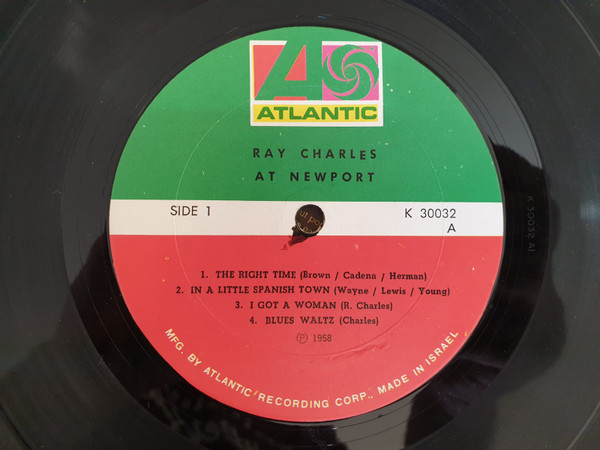 ATLANTIC
RAY CHARLES
AT NEWPORT
SIDE 1
K 30032
A
1. THE RIGHT TIME (Brown / Cadena / Herman)
2. IN A LITTLE SPANISH TOWN (Wayne / Lewis / Young)
3. I GOT A WOMAN (R. Charles)
4. BLUES WALTZ (Charles)
Ⓟ 1958
MFG. BY ATLANTIC RECORDING CORP., MADE IN ISRAEL
K 30032 A1